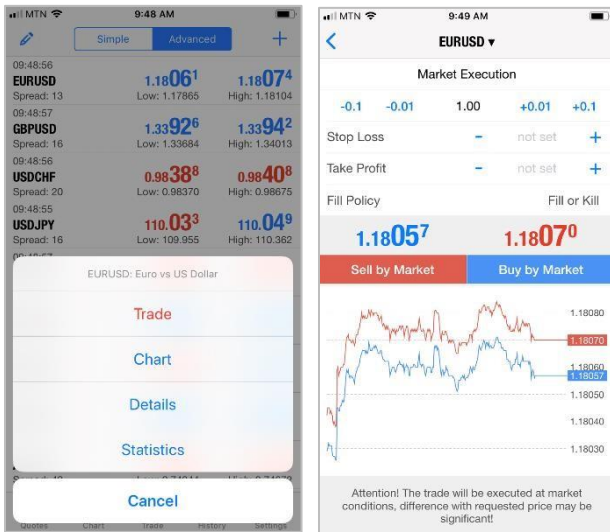 MTN 9:48 AM
Simple Advanced +
09:48:56
EURUSD 1.18061 1.18074
Spread: 13 Low: 1.17865 High: 1.18104
09:48:57
GBPUSD 1.33926 1.33942
Spread: 16 Low: 1.33684 High: 1.34013
09:48:56
USDCHF 0.98388 0.98408
Spread: 20 Low: 0.98370 High: 0.98675
09:48:55
USDJPY 110.033 110.049
Spread: 16 Low: 109.955 High: 110.362
EURUSD: Euro vs US Dollar
Trade
Chart
Details
Statistics
Cancel
Quotes Chart Trade History Settings
MTN 9:49 AM
EURUSD ▾
Market Execution
-0.1 -0.01 1.00 +0.01 +0.1
Stop Loss - not set +
Take Profit - not set +
Fill Policy Fill or Kill
1.18057 1.18070
Sell by Market Buy by Market
1.18080
1.18070
1.18060
1.18057
1.18050
1.18040
1.18030
Attention! The trade will be executed at market
conditions, difference with requested price may be
significant!